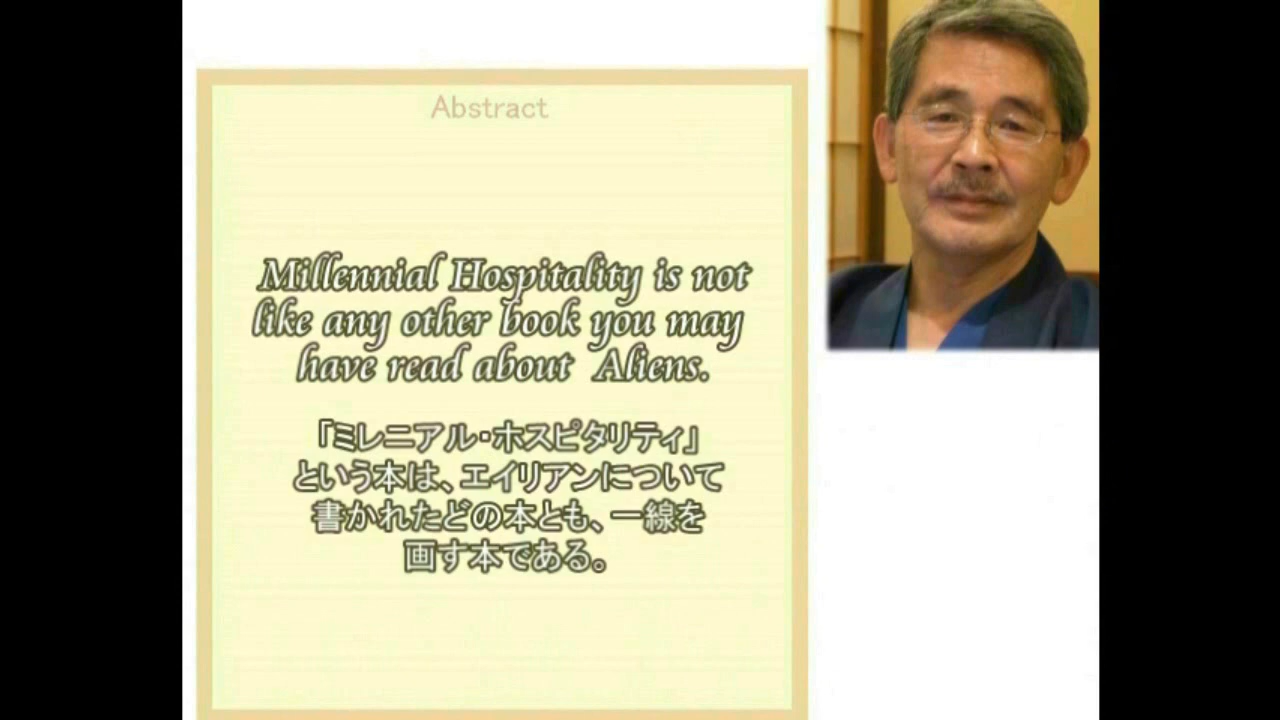 Abstract
Millennial Hospitality is not
like any other book you may
have read about Aliens.
『ミレニアル・ホスピタリティ』
という本は、エイリアンについて
書かれたどの本とも、一線を
画す本である。